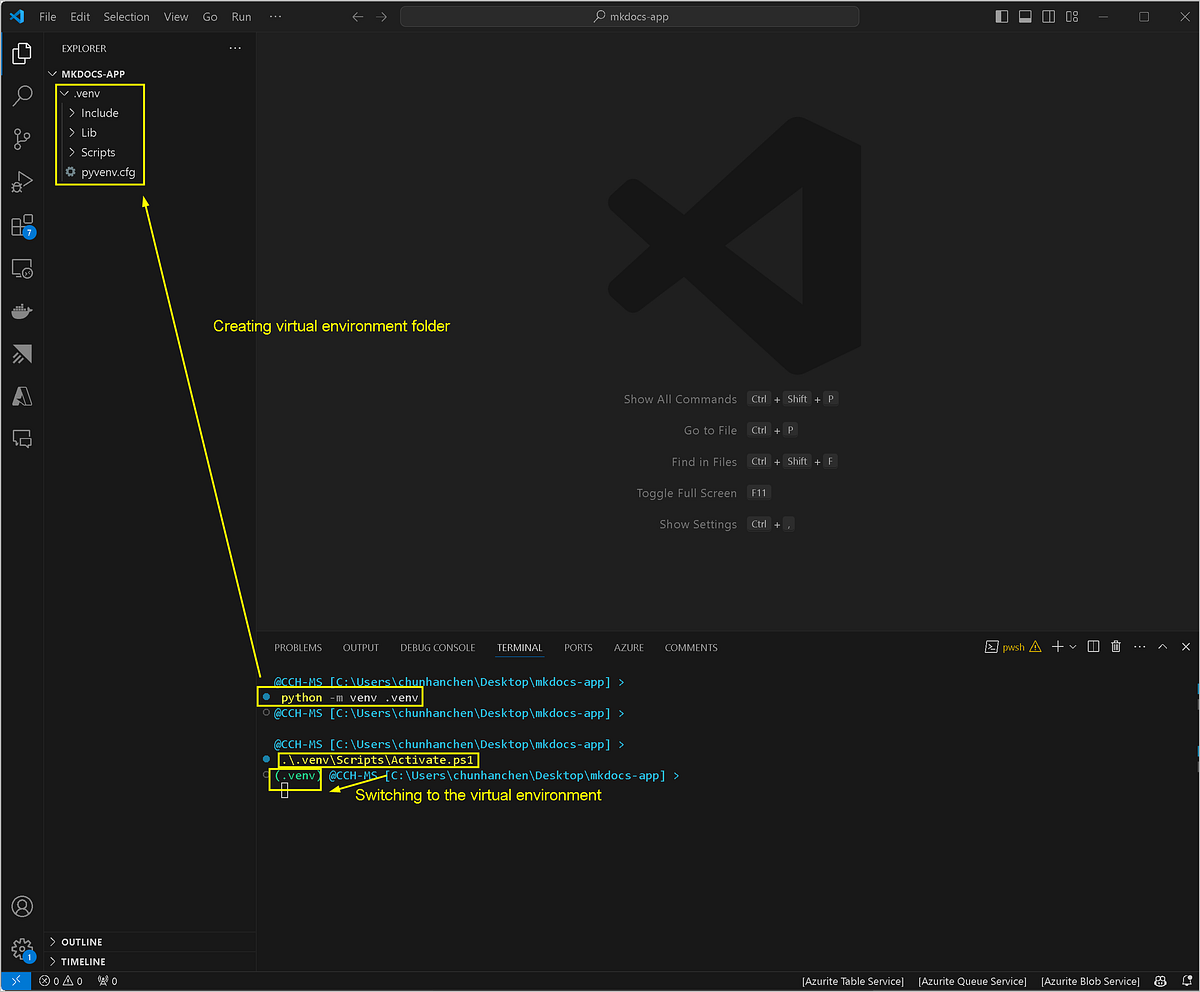 File Edit Selection View Go Run ···
mkdocs-app
EXPLORER ···
MKDOCS-APP
.venv
Include
Lib
Scripts
pyvenv.cfg
7
Creating virtual environment folder
Show All Commands Ctrl + Shift + P
Go to File Ctrl + P
Find in Files Ctrl + Shift + F
Toggle Full Screen F11
Show Settings Ctrl + ,
PROBLEMS OUTPUT DEBUG CONSOLE TERMINAL PORTS AZURE COMMENTS pwsh
@CCH-MS [C:\Users\chunhanchen\Desktop\mkdocs-app] >
python -m venv .venv
@CCH-MS [C:\Users\chunhanchen\Desktop\mkdocs-app] >
@CCH-MS [C:\Users\chunhanchen\Desktop\mkdocs-app] >
.\.venv\Scripts\Activate.ps1
(.venv) @CCH-MS [C:\Users\chunhanchen\Desktop\mkdocs-app] >
Switching to the virtual environment
OUTLINE
1
TIMELINE
0 0 0 [Azurite Table Service] [Azurite Queue Service] [Azurite Blob Service]